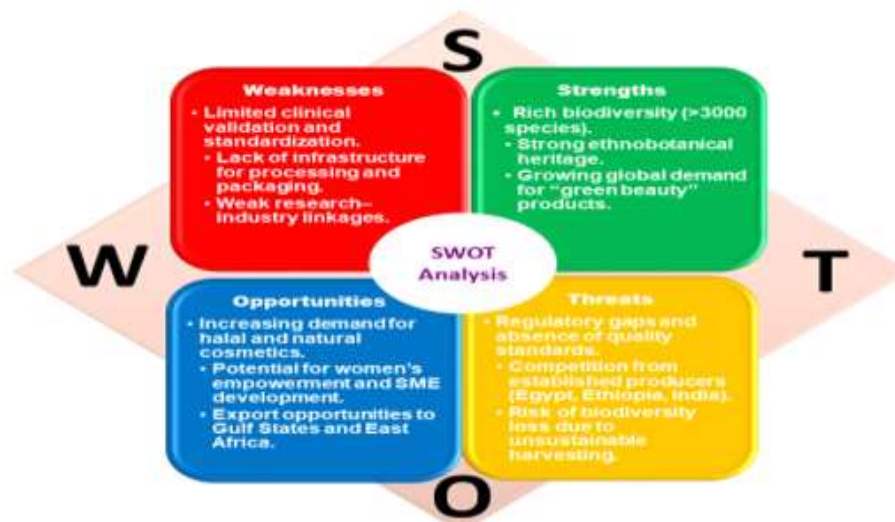 S
Weaknesses
• Limited clinical
validation and
standardization.
• Lack of infrastructure
for processing and
packaging.
• Weak research–
industry linkages.
Strengths
• Rich biodiversity (>3000
species).
• Strong ethnobotanical
heritage.
• Growing global demand
for “green beauty”
products.
W
SWOT
Analysis
T
Opportunities
• Increasing demand for
halal and natural
cosmetics.
• Potential for women’s
empowerment and SME
development.
• Export opportunities to
Gulf States and East
Africa.
Threats
• Regulatory gaps and
absence of quality
standards.
• Competition from
established producers
(Egypt, Ethiopia, India).
• Risk of biodiversity
loss due to
unsustainable
harvesting.
O